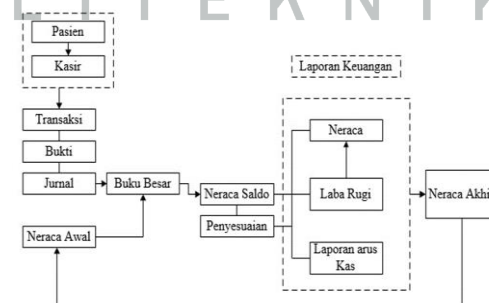 Pasien
Kasir
Laporan Keuangan
Transaksi
Bukti
Jurnal
Buku Besar
Neraca Awal
Neraca Saldo
Penyesuaian
Neraca
Laba Rugi
Laporan arus
Kas
Neraca Akhi